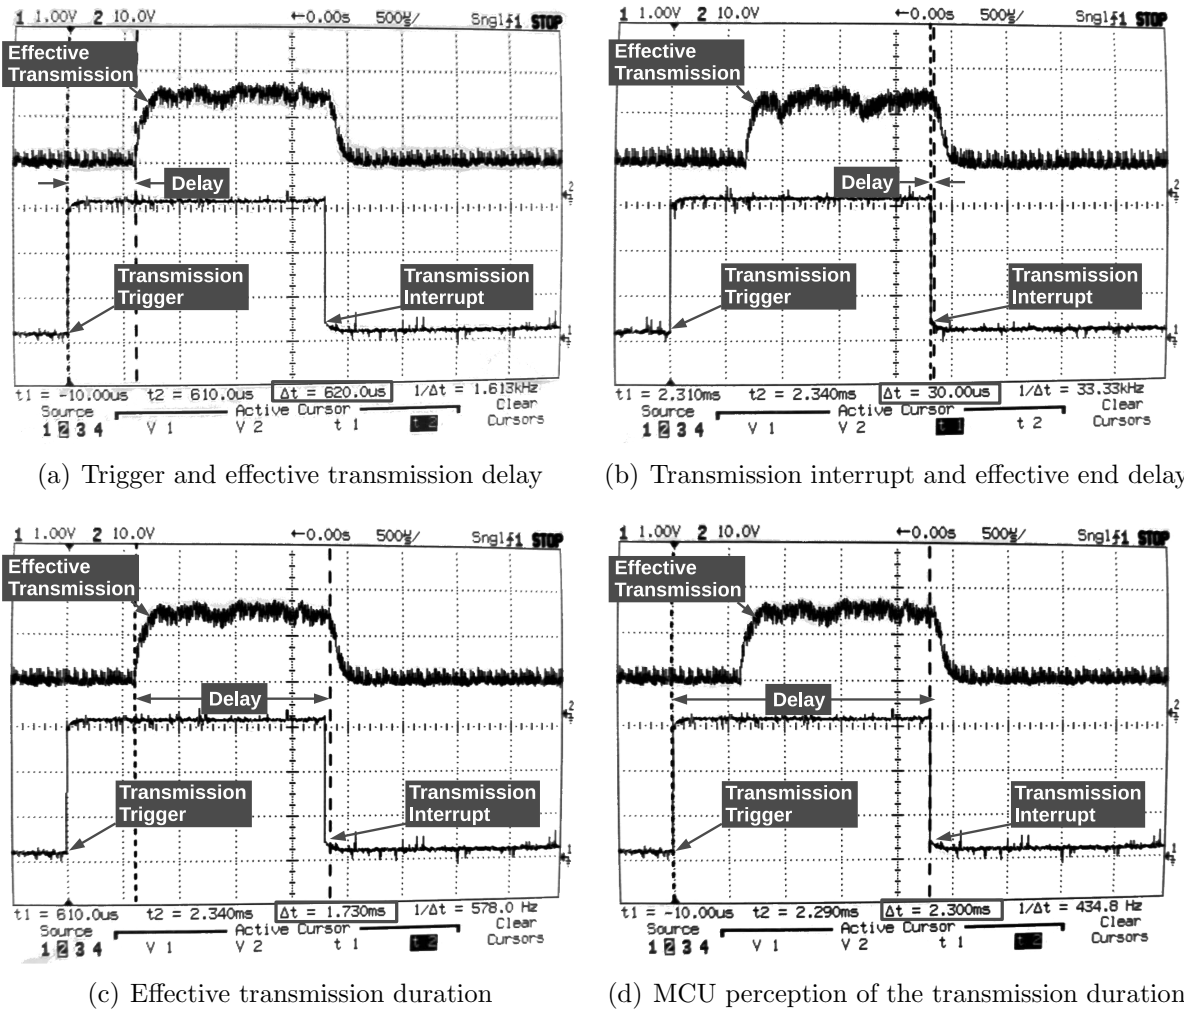 1 1.00V 2 10.0V ←0.00s 500µ/ Snglf1 STOP
Effective
Transmission
Delay
Transmission
Trigger
Transmission
Interrupt
t1 = -10.00us t2 = 610.0us Δt = 620.0us 1/Δt = 1.613kHz
Source Active Cursor Clear
1 2 3 4 V 1 V 2 t 1 t 2 Cursors
(a) Trigger and effective transmission delay
1 1.00V 2 10.0V ←0.00s 500µ/ Snglf1 STOP
Effective
Transmission
Delay
Transmission
Trigger
Transmission
Interrupt
t1 = 2.310ms t2 = 2.340ms Δt = 30.00us 1/Δt = 33.33kHz
Source Active Cursor Clear
1 2 3 4 V 1 V 2 t 1 t 2 Cursors
(b) Transmission interrupt and effective end delay
1 1.00V 2 10.0V ←0.00s 500µ/ Snglf1 STOP
Effective
Transmission
Delay
Transmission
Trigger
Transmission
Interrupt
t1 = 610.0us t2 = 2.340ms Δt = 1.730ms 1/Δt = 578.0 Hz
Source Active Cursor Clear
1 2 3 4 V 1 V 2 t 1 t 2 Cursors
(c) Effective transmission duration
1 1.00V 2 10.0V ←0.00s 500µ/ Snglf1 STOP
Effective
Transmission
Delay
Transmission
Trigger
Transmission
Interrupt
t1 = -10.00us t2 = 2.290ms Δt = 2.300ms 1/Δt = 434.8 Hz
Source Active Cursor Clear
1 2 3 4 V 1 V 2 t 1 t 2 Cursors
(d) MCU perception of the transmission duration